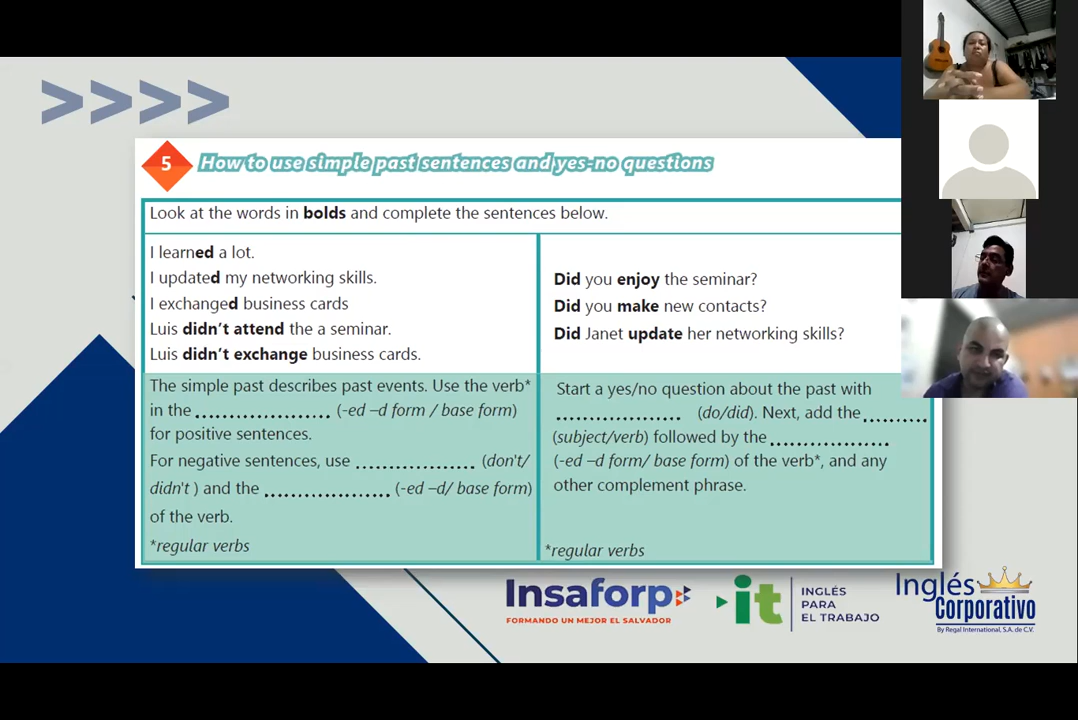 >>>>
5
How to use simple past sentences and yes-no questions
Look at the words in bolds and complete the sentences below.
I learned a lot.
I updated my networking skills.
I exchanged business cards
Luis didn't attend the a seminar.
Luis didn't exchange business cards.
Did you enjoy the seminar?
Did you make new contacts?
Did Janet update her networking skills?
The simple past describes past events. Use the verb*
in the ................. (-ed –d form / base form)
for positive sentences.
For negative sentences, use ............... (don't/
didn't ) and the ................ (-ed –d/ base form)
of the verb.
*regular verbs
Start a yes/no question about the past with
................ (do/did). Next, add the ........
(subject/verb) followed by the ...............
(-ed –d form/ base form) of the verb*, and any
other complement phrase.
*regular verbs
Insaforp
FORMANDO UN MEJOR EL SALVADOR
it
INGLÉS
PARA
EL TRABAJO
Inglés
Corporativo
By Regal International, S.A. de C.V.